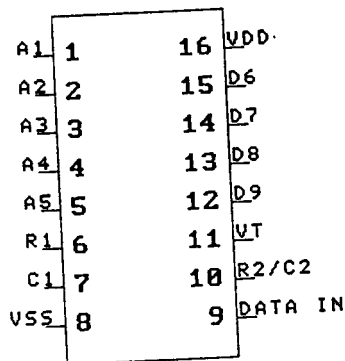 A1 1 16 VDD
A2 2 15 D6
A3 3 14 D7
A4 4 13 D8
A5 5 12 D9
R1 6 11 VT
C1 7 10 R2/C2
VSS 8 9 DATA IN